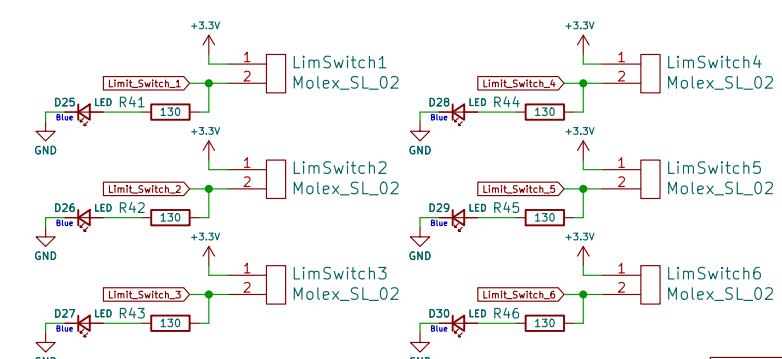 +3.3V
1 LimSwitch1
Limit_Switch_1 2 Molex_SL_02
D25 LED R41
Blue 130
GND
+3.3V
1 LimSwitch2
Limit_Switch_2 2 Molex_SL_02
D26 LED R42
Blue 130
GND
+3.3V
1 LimSwitch3
Limit_Switch_3 2 Molex_SL_02
D27 LED R43
Blue 130
GND
+3.3V
1 LimSwitch4
Limit_Switch_4 2 Molex_SL_02
D28 LED R44
Blue 130
GND
+3.3V
1 LimSwitch5
Limit_Switch_5 2 Molex_SL_02
D29 LED R45
Blue 130
GND
+3.3V
1 LimSwitch6
Limit_Switch_6 2 Molex_SL_02
D30 LED R46
Blue 130
GND